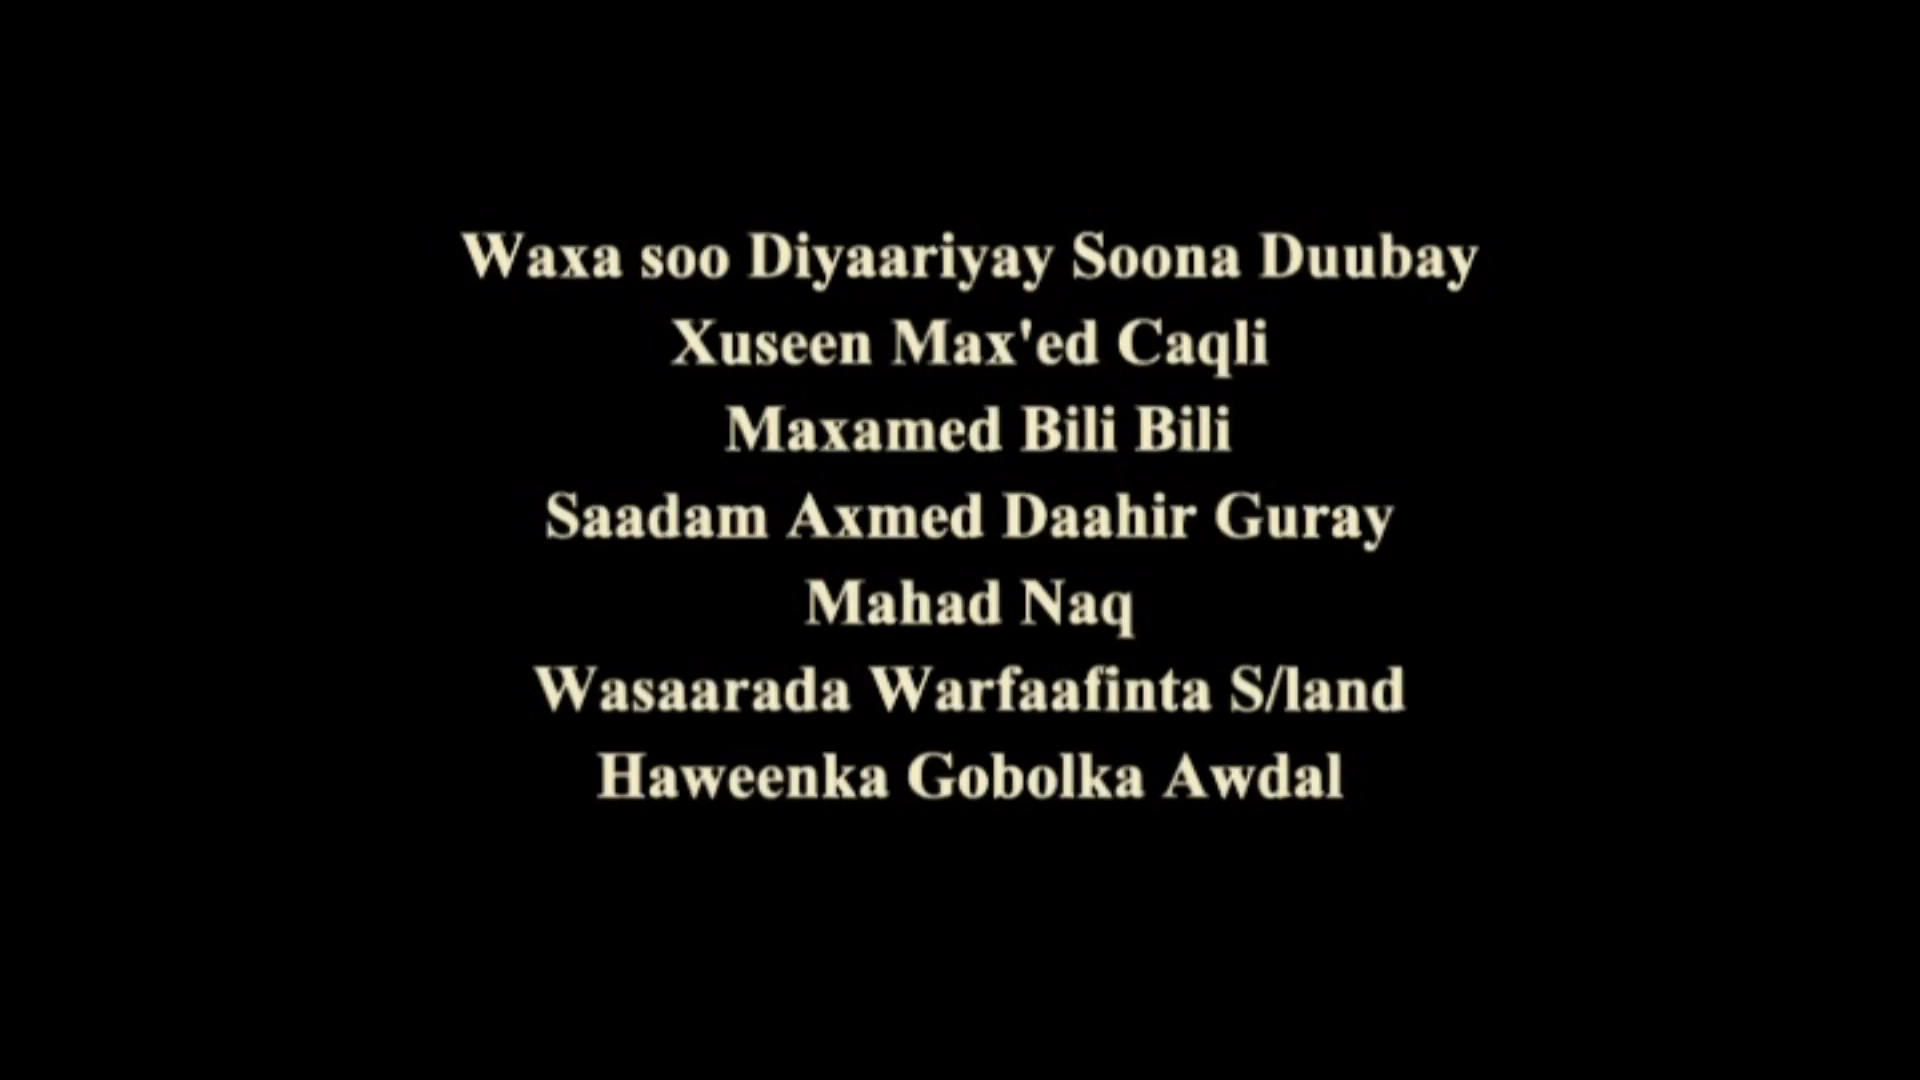 Waxa soo Diyaariyay Soona Duubay
Xuseen Max'ed Caqli
Maxamed Bili Bili
Saadam Axmed Daahir Guray
Mahad Naq
Wasaarada Warfaafinta S/land
Haweenka Gobolka Awdal